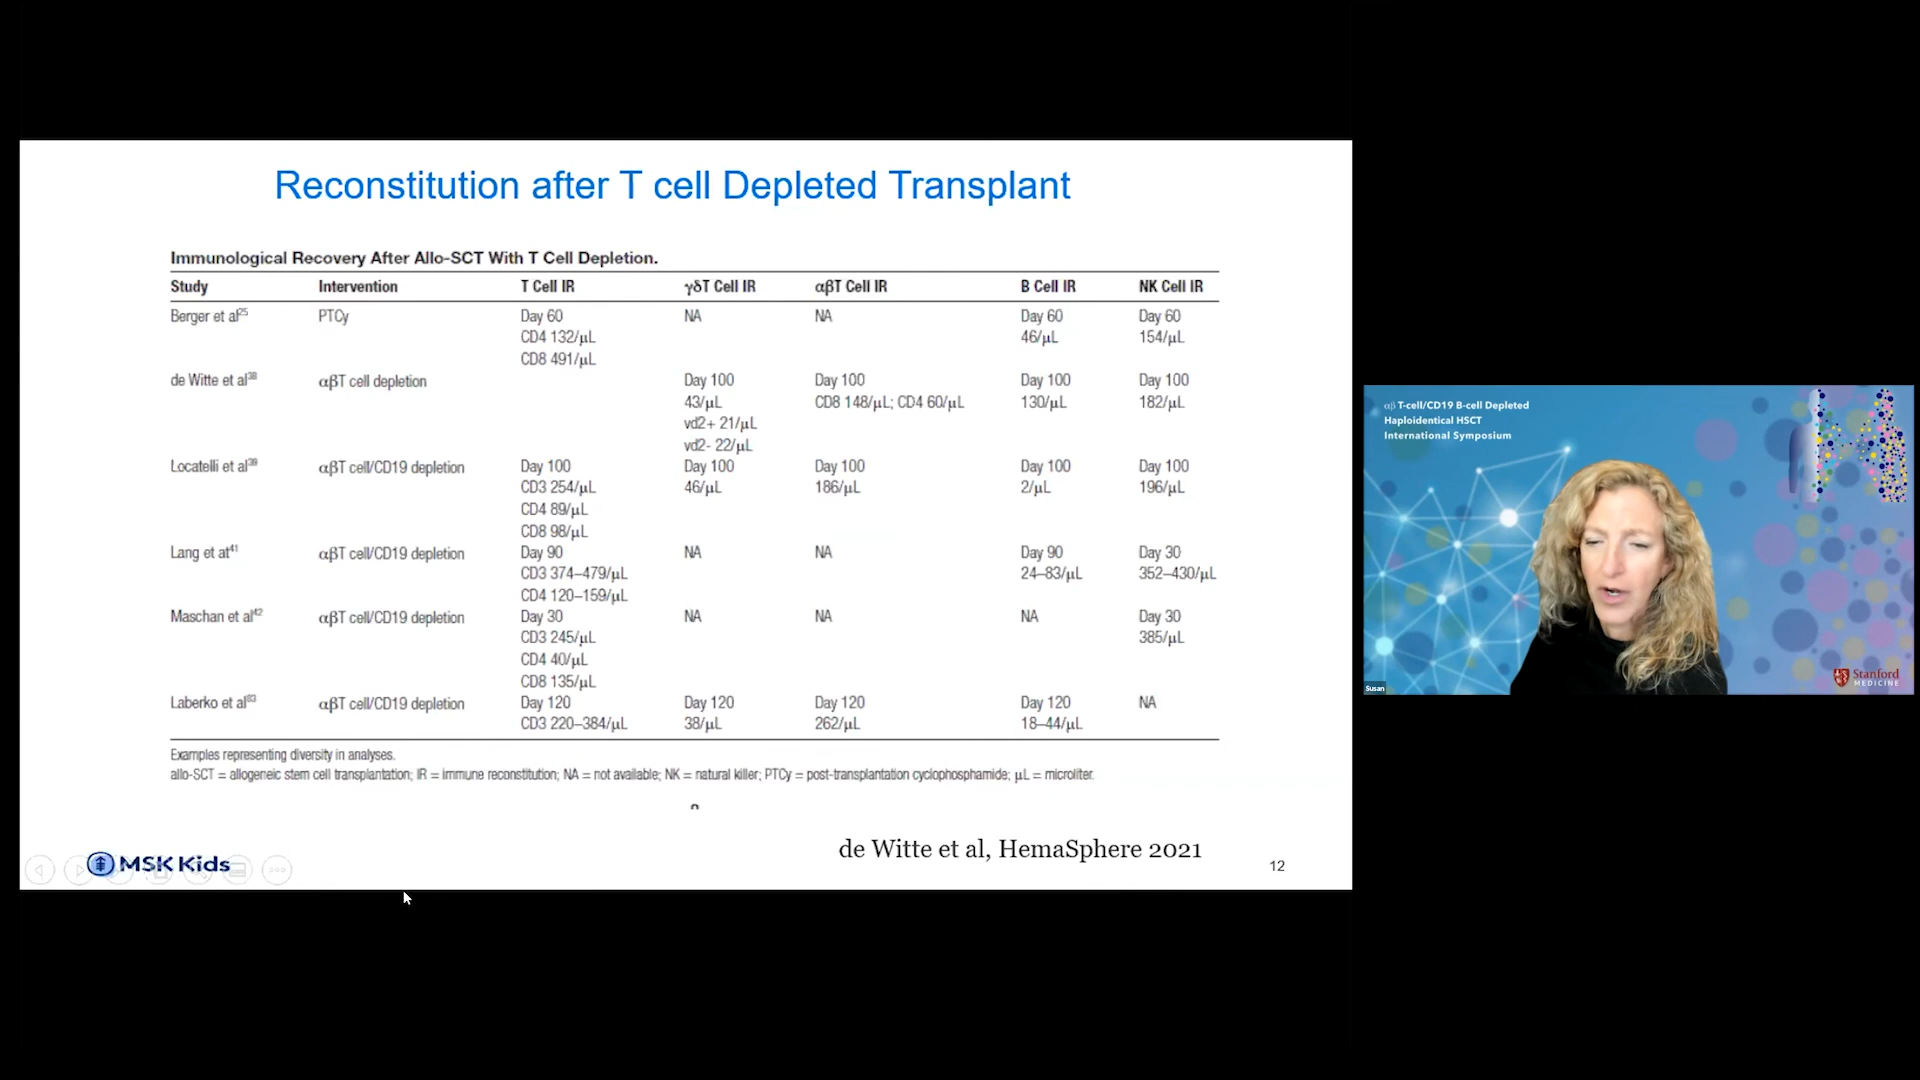 Reconstitution after T cell Depleted Transplant
Immunological Recovery After Allo-SCT With T Cell Depletion.
Study Intervention T Cell IR γδT Cell IR αβT Cell IR B Cell IR NK Cell IR
Berger et al25 PTCy Day 60 NA NA Day 60 Day 60
CD4 132/μL 46/μL 154/μL
CD8 491/μL
de Witte et al38 αβT cell depletion Day 100 Day 100 Day 100 Day 100
43/μL CD8 148/μL; CD4 60/μL 130/μL 182/μL
vd2+ 21/μL
vd2- 22/μL
Locatelli et al39 αβT cell/CD19 depletion Day 100 Day 100 Day 100 Day 100 Day 100
CD3 254/μL 46/μL 186/μL 2/μL 196/μL
CD4 89/μL
CD8 98/μL
Lang et at41 αβT cell/CD19 depletion Day 90 NA NA Day 90 Day 30
CD3 374–479/μL 24–83/μL 352–430/μL
CD4 120–159/μL
Maschan et al42 αβT cell/CD19 depletion Day 30 NA NA NA Day 30
CD3 245/μL 385/μL
CD4 40/μL
CD8 135/μL
Laberko et al83 αβT cell/CD19 depletion Day 120 Day 120 Day 120 Day 120 NA
CD3 220–384/μL 38/μL 262/μL 18–44/μL
Examples representing diversity in analyses.
allo-SCT = allogeneic stem cell transplantation; IR = immune reconstitution; NA = not available; NK = natural killer; PTCy = post-transplantation cyclophosphamide; μL = microliter.
de Witte et al, HemaSphere 2021
MSK Kids
12
αβ T-cell/CD19 B-cell Depleted
Haploidentical HSCT
International Symposium
Stanford
MEDICINE
Susan